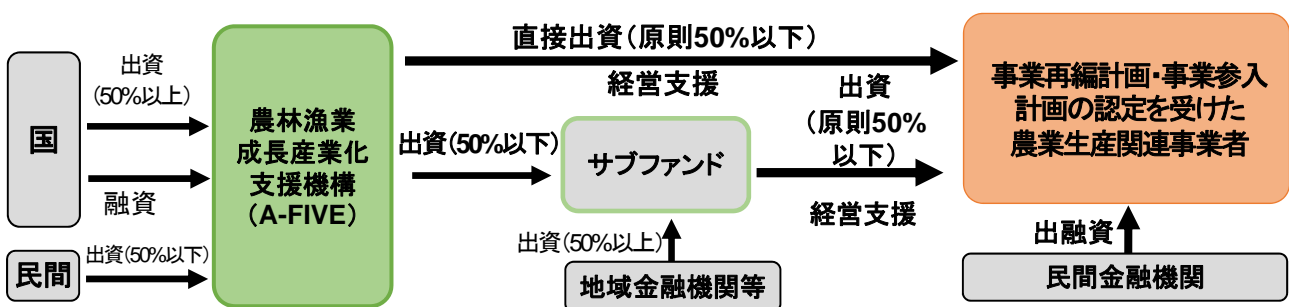 国
出資
(50%以上)
融資
民間
出資(50%以下)
農林漁業
成長産業化
支援機構
(A-FIVE)
直接出資(原則50%以下)
経営支援
出資(50%以下)
サブファンド
出資(50%以上)
地域金融機関等
出資
(原則50%
以下)
経営支援
事業再編計画・事業参入
計画の認定を受けた
農業生産関連事業者
出融資
民間金融機関